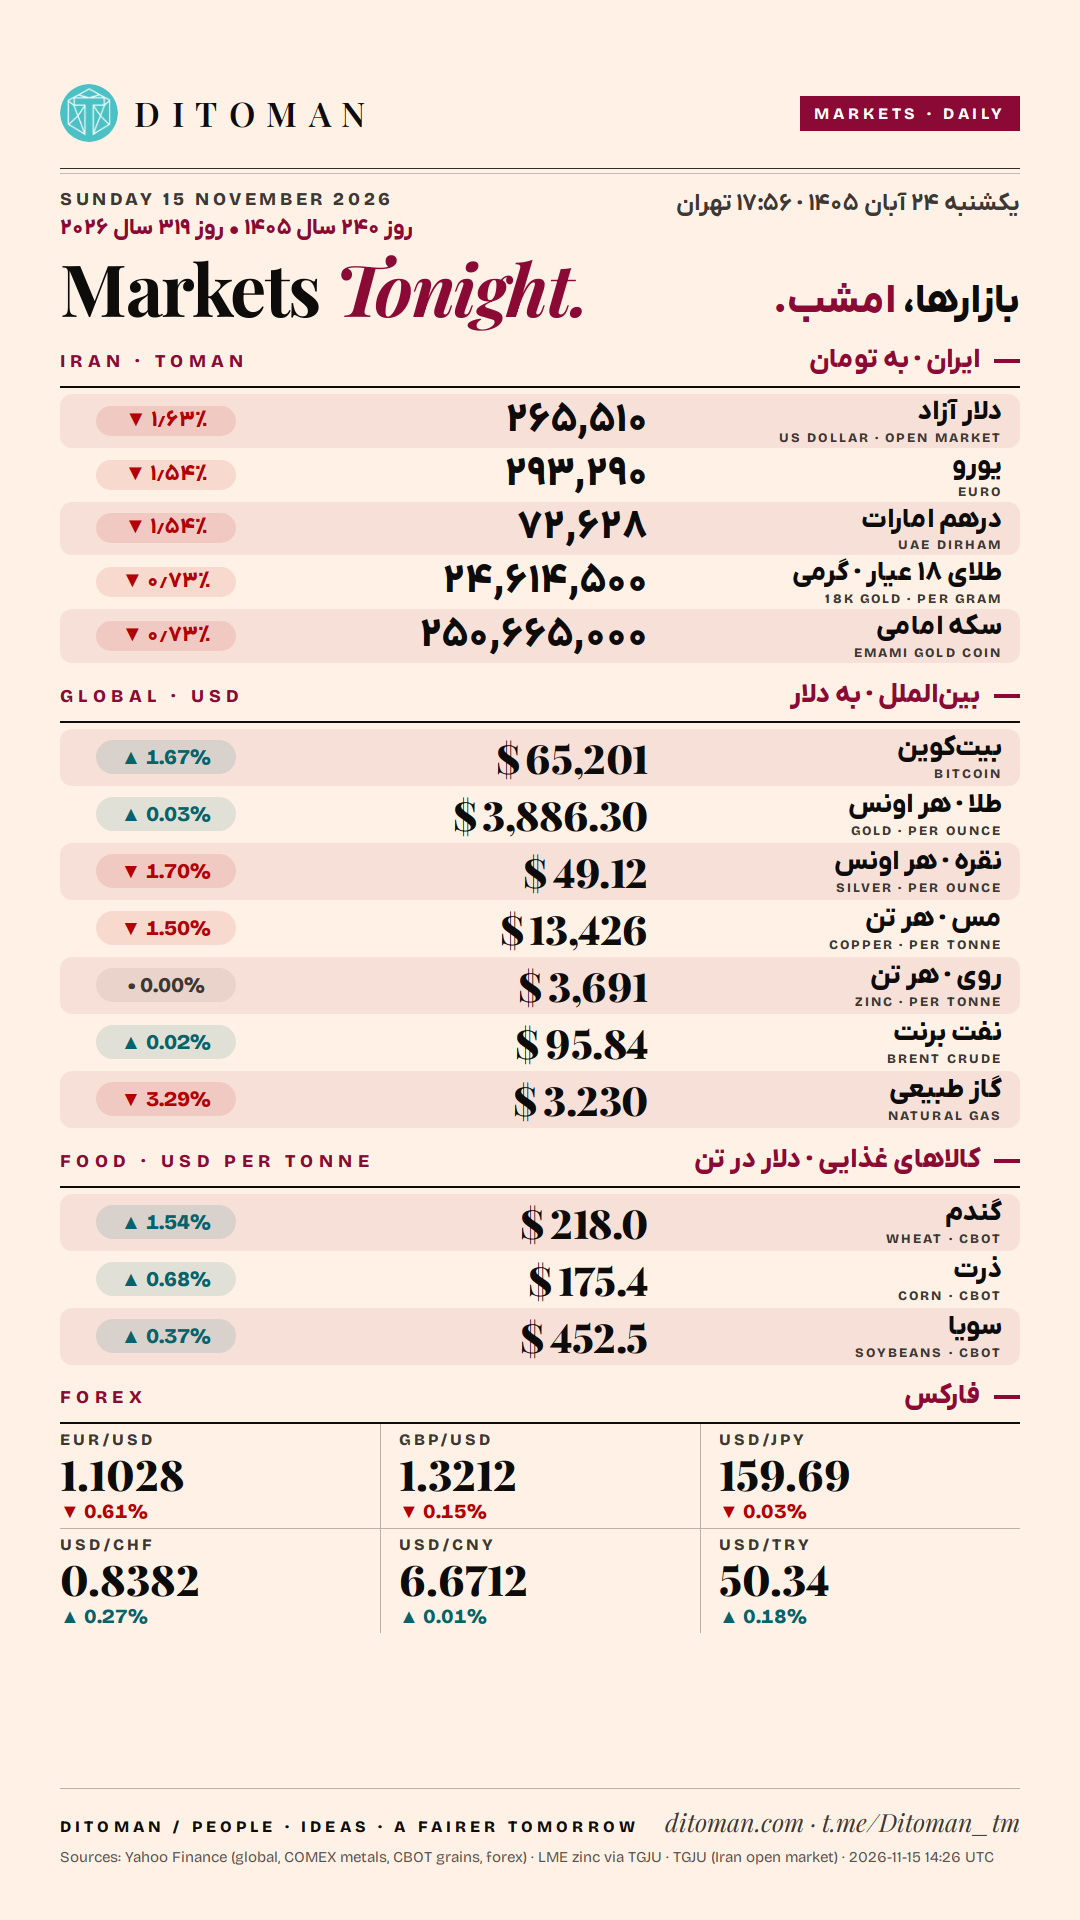 DITOMAN
MARKETS · DAILY
SUNDAY 15 NOVEMBER 2026
یکشنبه ۲۴ آبان ۱۴۰۵ · ۱۷:۵۶ تهران
روز ۲۴۰ سال ۱۴۰۵ • روز ۳۱۹ سال ۲۰۲۶
Markets Tonight.
بازارها، امشب.
IRAN · TOMAN
ایران · به تومان —
▼ ۱٫۶۳٪
۲۶۵,۵۱۰
دلار آزاد
US DOLLAR · OPEN MARKET
▼ ۱٫۵۴٪
۲۹۳,۲۹۰
یورو
EURO
▼ ۱٫۵۴٪
۷۲,۶۲۸
درهم امارات
UAE DIRHAM
▼ ۰٫۷۳٪
۲۴,۶۱۴,۵۰۰
طلای ۱۸ عیار · گرمی
18K GOLD · PER GRAM
▼ ۰٫۷۳٪
۲۵۰,۶۶۵,۰۰۰
سکه امامی
EMAMI GOLD COIN
GLOBAL · USD
بین‌الملل · به دلار —
▲ 1.67%
$65,201
بیت‌کوین
BITCOIN
▲ 0.03%
$3,886.30
طلا · هر اونس
GOLD · PER OUNCE
▼ 1.70%
$49.12
نقره · هر اونس
SILVER · PER OUNCE
▼ 1.50%
$13,426
مس · هر تن
COPPER · PER TONNE
• 0.00%
$3,691
روی · هر تن
ZINC · PER TONNE
▲ 0.02%
$95.84
نفت برنت
BRENT CRUDE
▼ 3.29%
$3.230
گاز طبیعی
NATURAL GAS
FOOD · USD PER TONNE
کالاهای غذایی · دلار در تن —
▲ 1.54%
$218.0
گندم
WHEAT · CBOT
▲ 0.68%
$175.4
ذرت
CORN · CBOT
▲ 0.37%
$452.5
سویا
SOYBEANS · CBOT
FOREX
فارکس —
EUR/USD
1.1028
▼ 0.61%
GBP/USD
1.3212
▼ 0.15%
USD/JPY
159.69
▼ 0.03%
USD/CHF
0.8382
▲ 0.27%
USD/CNY
6.6712
▲ 0.01%
USD/TRY
50.34
▲ 0.18%
DITOMAN / PEOPLE · IDEAS · A FAIRER TOMORROW
ditoman.com · t.me/Ditoman_tm
Sources: Yahoo Finance (global, COMEX metals, CBOT grains, forex) · LME zinc via TGJU · TGJU (Iran open market) · 2026-11-15 14:26 UTC